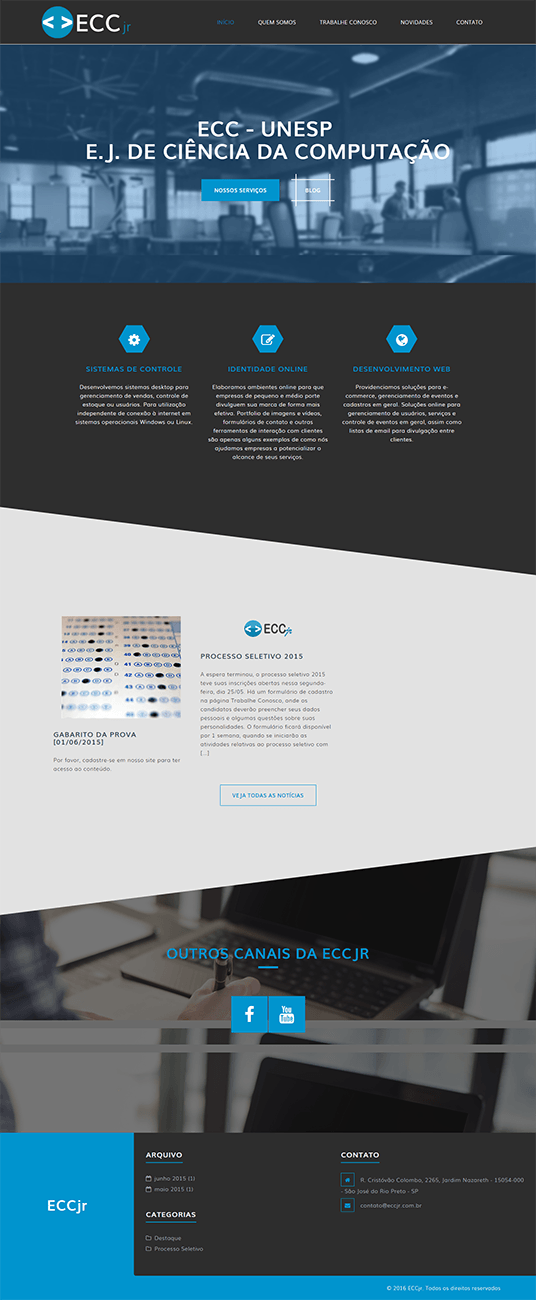 <>ECCjr
INÍCIO QUEM SOMOS TRABALHE CONOSCO NOVIDADES CONTATO
ECC - UNESP
E.J. DE CIÊNCIA DA COMPUTAÇÃO
NOSSOS SERVIÇOS BLOG
SISTEMAS DE CONTROLE
Desenvolvemos sistemas desktop para
gerenciamento de vendas, controle de
estoque ou usuários. Para utilização
independente de conexão à internet em
sistemas operacionais Windows ou Linux.
IDENTIDADE ONLINE
Elaboramos ambientes online para que
empresas de pequeno e médio porte
divulguem sua marca de forma mais
efetiva. Portfolio de imagens e vídeos,
formulários de contato e outros
ferramentas de interação com clientes
são apenas alguns exemplos de como nós
ajudamos empresas a potencializar o
alcance de seus serviços.
DESENVOLVIMENTO WEB
Providenciamos soluções para e-
commerce, gerenciamento de eventos e
cadastros em geral. Soluções online para
gerenciamento de usuários, serviços e
controle de eventos em geral, assim como
listas de email para divulgação entre
clientes.
GABARITO DA PROVA
[01/06/2015]
Por favor, cadastre-se em nosso site para ter
acesso ao conteúdo.
<>ECCjr
PROCESSO SELETIVO 2015
A espera terminou, o processo seletivo 2015
teve suas inscrições abertas nessa segunda-
feira, dia 25/05. Há um formulário de cadastro
na página Trabalhe Conosco, onde os
candidatos deverão preencher seus dados
pessoais e algumas questões sobre suas
personalidades. O formulário ficará disponível
por 1 semana, quando se iniciarão as
atividades relativas ao processo seletivo com
[...]
VEJA TODAS AS NOTÍCIAS
OUTROS CANAIS DA ECCJR
f You Tube
ECCjr
ARQUIVO
junho 2015 (1)
maio 2015 (1)
CATEGORIAS
Destaque
Processo Seletivo
CONTATO
R. Cristóvão Colombo, 2265, Jardim Nazareth - 15054-000
- São José do Rio Preto - SP
contato@eccjr.com.br
© 2016 ECCjr. Todos os direitos reservados